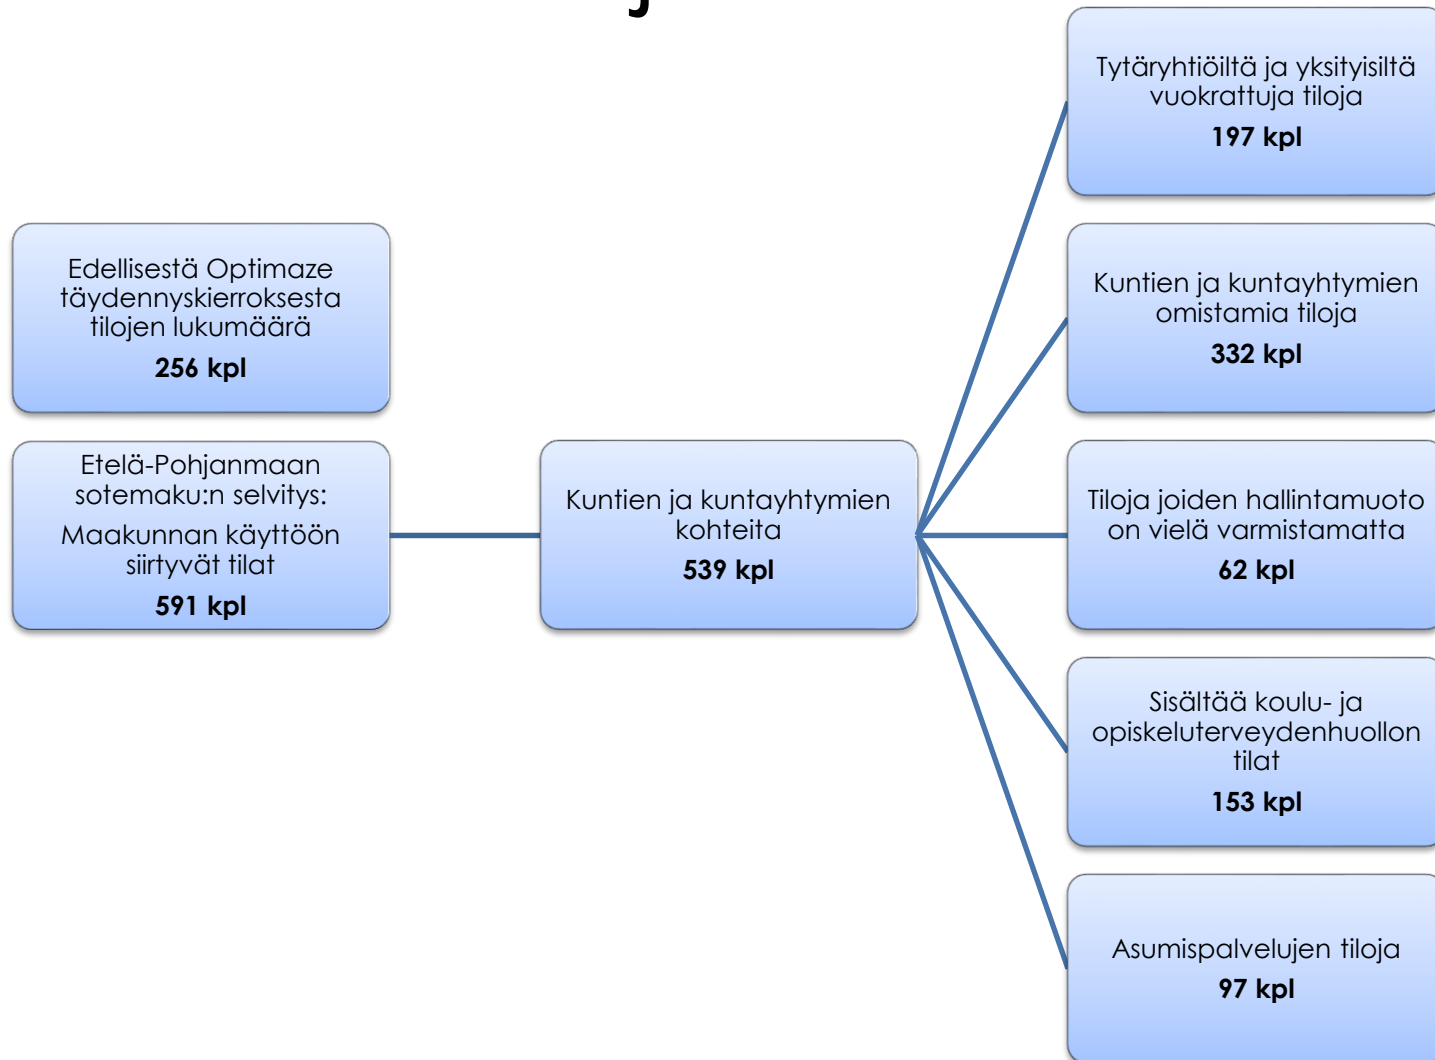 Edellisestä Optimaze
täydennyskierroksesta
tilojen lukumäärä
256 kpl
Etelä-Pohjanmaan
sotemaku:n selvitys:
Maakunnan käyttöön
siirtyvät tilat
591 kpl
Kuntien ja kuntayhtymien
kohteita
539 kpl
Tytäryhtiöiltä ja yksityisiltä
vuokrattuja tiloja
197 kpl
Kuntien ja kuntayhtymien
omistamia tiloja
332 kpl
Tiloja joiden hallintamuoto
on vielä varmistamatta
62 kpl
Sisältää koulu- ja
opiskeluterveydenhuollon
tilat
153 kpl
Asumispalvelujen tiloja
97 kpl